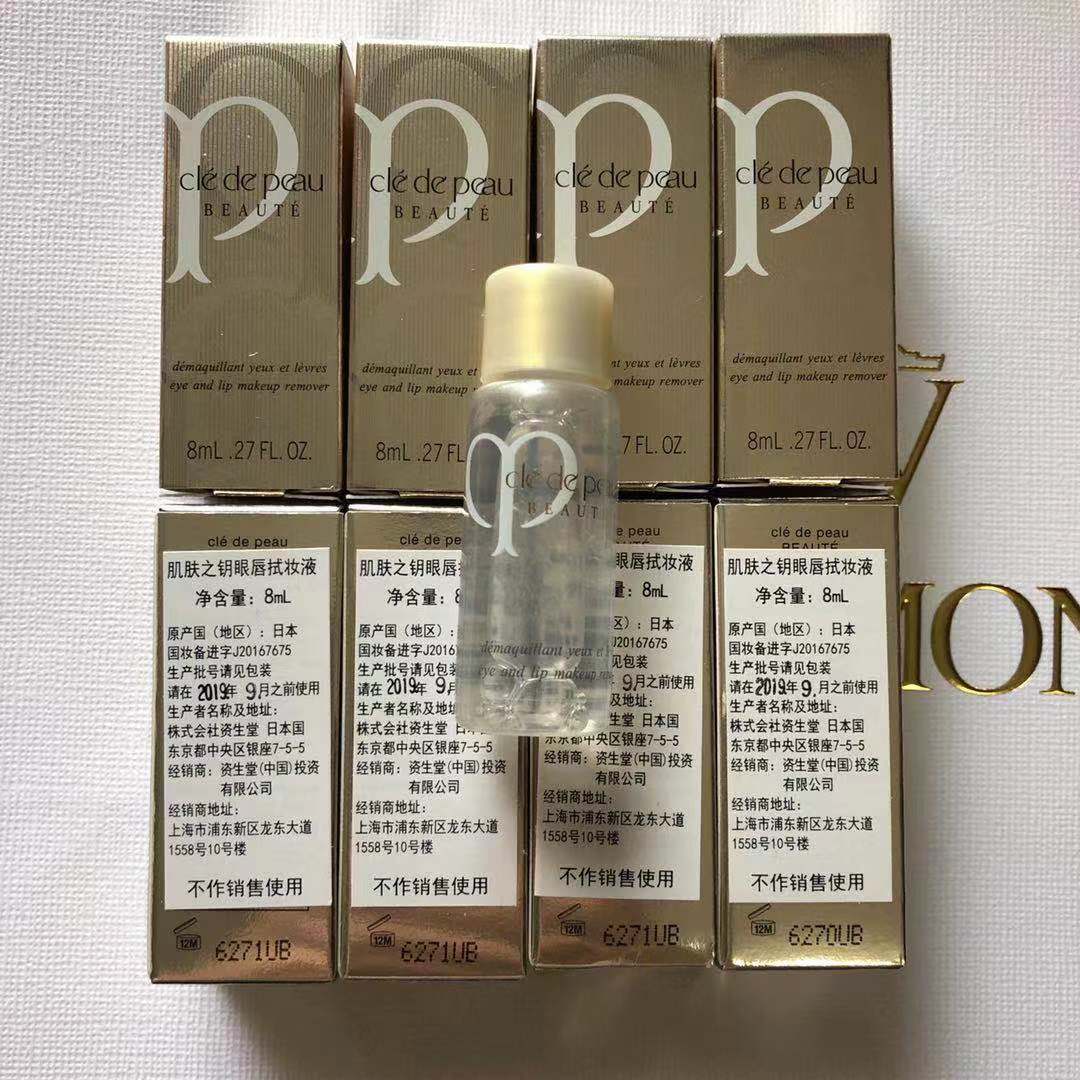 clé de peau
BEAUTÉ
démaquillant yeux et lèvres
eye and lip makeup remover
8mL .27 FL. OZ.
clé de peau
BEAUTÉ
démaquillant yeux et lèvres
eye and lip makeup
8mL .27 FL
clé de peau
BEAUTÉ
yeux et lèvres
makeup remover
.27 FL. OZ.
clé de peau
BEAUTÉ
démaquillant yeux et lèvres
eye and lip makeup remover
8mL .27 FL. OZ.
clé de pe
BEAUT
démaquillant yeux et
eye and lip makeup
clé de peau
肌肤之钥眼唇拭妆液
净含量：8mL
原产国（地区）：日本
国妆备进字J20167675
生产批号请见包装
请在 2019年 9月之前使用
生产者名称及地址：
株式会社资生堂 日本国
东京都中央区银座7-5-5
经销商：资生堂(中国)投资
有限公司
经销商地址：
上海市浦东新区龙东大道
1558号10号楼
不作销售使用
12M
6271UB
clé de peau
肌肤之钥眼唇拭
净含量：
原产国（地区）：
国妆备进字J20167675
生产批号请见包装
请在 2019年 9月
生产者名称及地址：
株式会社资生堂 日本国
东京都中央区银座7-5-5
经销商：资生堂(中国)投资
有限公司
经销商地址：
上海市浦东新区龙东大道
1558号10号楼
不作销售使用
12M
6271UB
de peau
眼唇拭妆液
8mL
日本
J20167675
见包装
9月之前使用
及地址：
资生堂 日本国
东京都中央区银座7-5-5
经销商：资生堂(中国)投资
有限公司
经销商地址：
上海市浦东新区龙东大道
1558号10号楼
不作销售使用
12M
6271UB
clé de peau
BEAUTÉ
肌肤之钥眼唇拭妆液
净含量：8mL
原产国（地区）：日本
国妆备进字J20167675
生产批号请见包装
请在2019年 9月之前使用
生产者名称及地址：
株式会社资生堂 日本国
东京都中央区银座7-5-5
经销商：资生堂(中国)投资
有限公司
经销商地址：
上海市浦东新区龙东大道
1558号10号楼
不作销售使用
12M
6270UB
MON